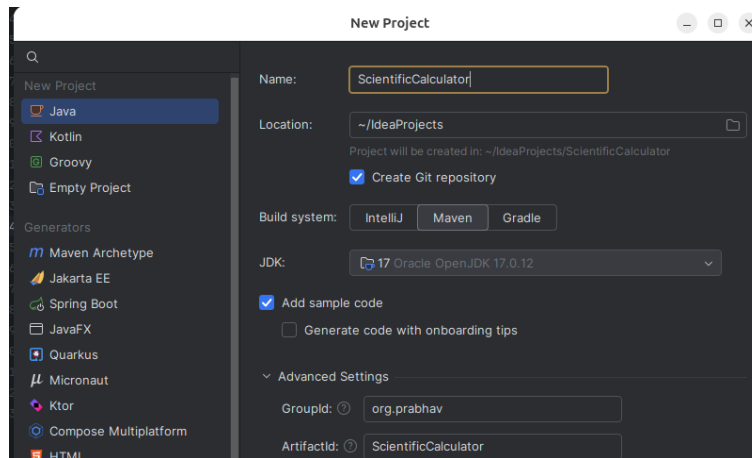 New Project
New Project
Java
Kotlin
Groovy
Empty Project
Generators
Maven Archetype
Jakarta EE
Spring Boot
JavaFX
Quarkus
Micronaut
Ktor
Compose Multiplatform
HTML
Name:
ScientificCalculator
Location:
~/IdeaProjects
Project will be created in: ~/IdeaProjects/ScientificCalculator
Create Git repository
Build system:
IntelliJ
Maven
Gradle
JDK:
17 Oracle OpenJDK 17.0.12
Add sample code
Generate code with onboarding tips
Advanced Settings
GroupId:
org.prabhav
ArtifactId:
ScientificCalculator